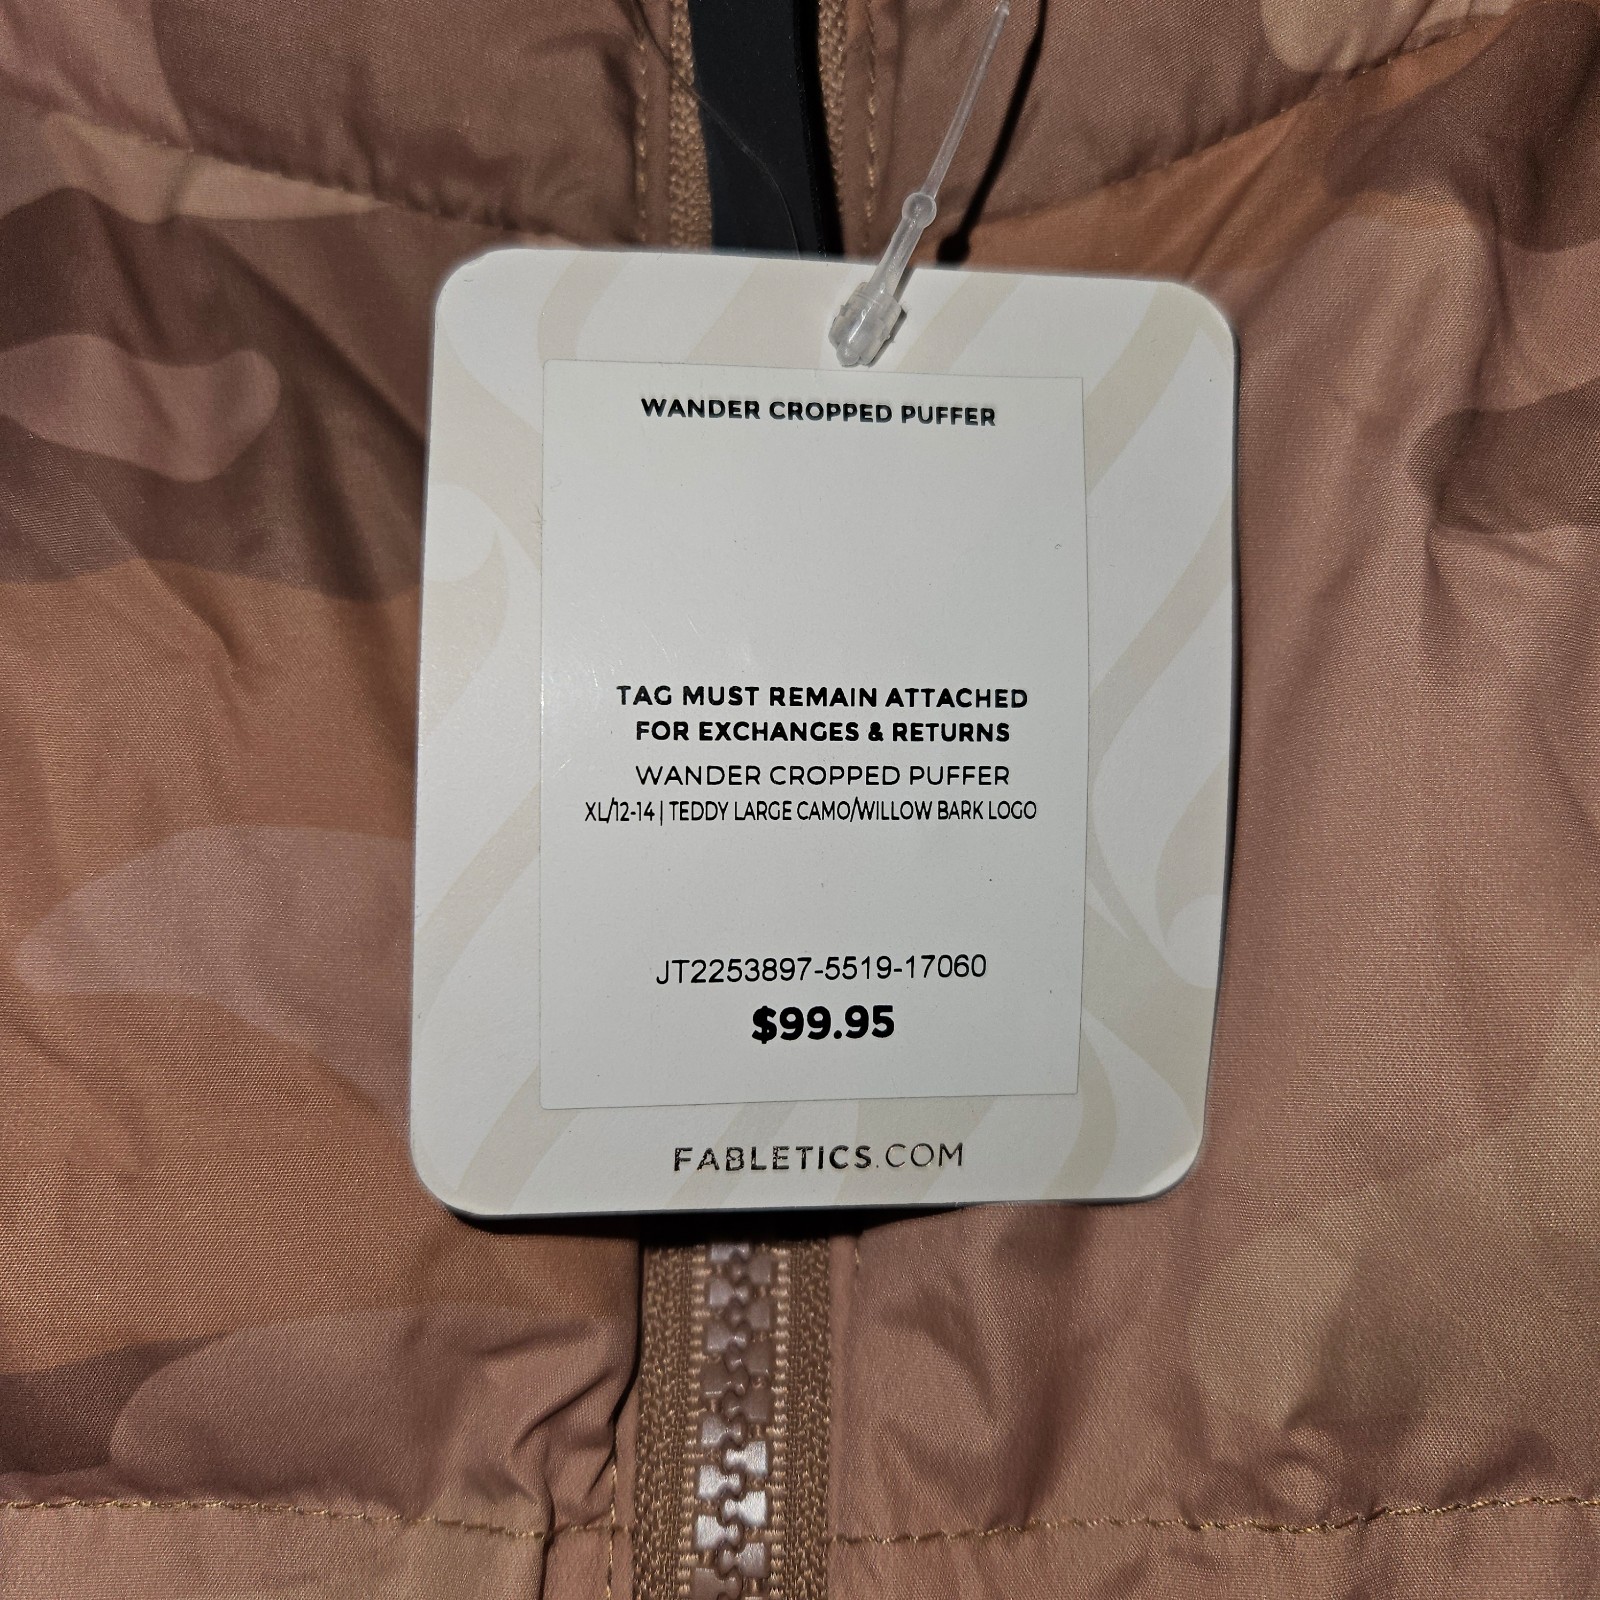 WANDER CROPPED PUFFER
TAG MUST REMAIN ATTACHED
FOR EXCHANGES & RETURNS
WANDER CROPPED PUFFER
XL/12-14 | TEDDY LARGE CAMO/WILLOW BARK LOGO
JT2253897-5519-17060
$99.95
FABLETICS.COM